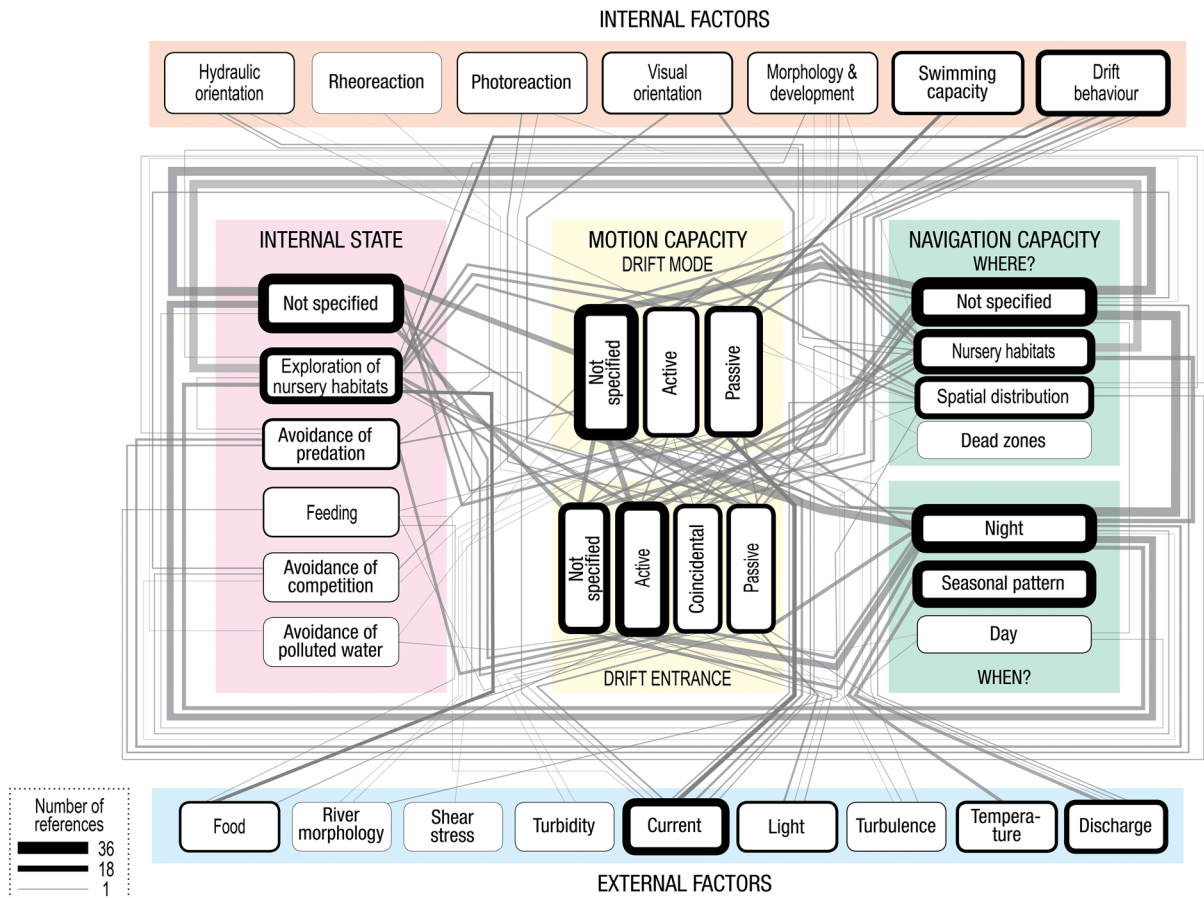 INTERNAL FACTORS
Hydraulic
orientation
Rheoreaction
Photoreaction
Visual
orientation
Morphology &
development
Swimming
capacity
Drift
behaviour
INTERNAL STATE
Not specified
Exploration of
nursery habitats
Avoidance of
predation
Feeding
Avoidance of
competition
Avoidance of
polluted water
MOTION CAPACITY
DRIFT MODE
Not
specified
Active
Passive
Not
specified
Active
Coincidental
Passive
DRIFT ENTRANCE
NAVIGATION CAPACITY
WHERE?
Not specified
Nursery habitats
Spatial distribution
Dead zones
Night
Seasonal pattern
Day
WHEN?
Number of
references
36
18
1
Food
River
morphology
Shear
stress
Turbidity
Current
Light
Turbulence
Tempera-
ture
Discharge
EXTERNAL FACTORS